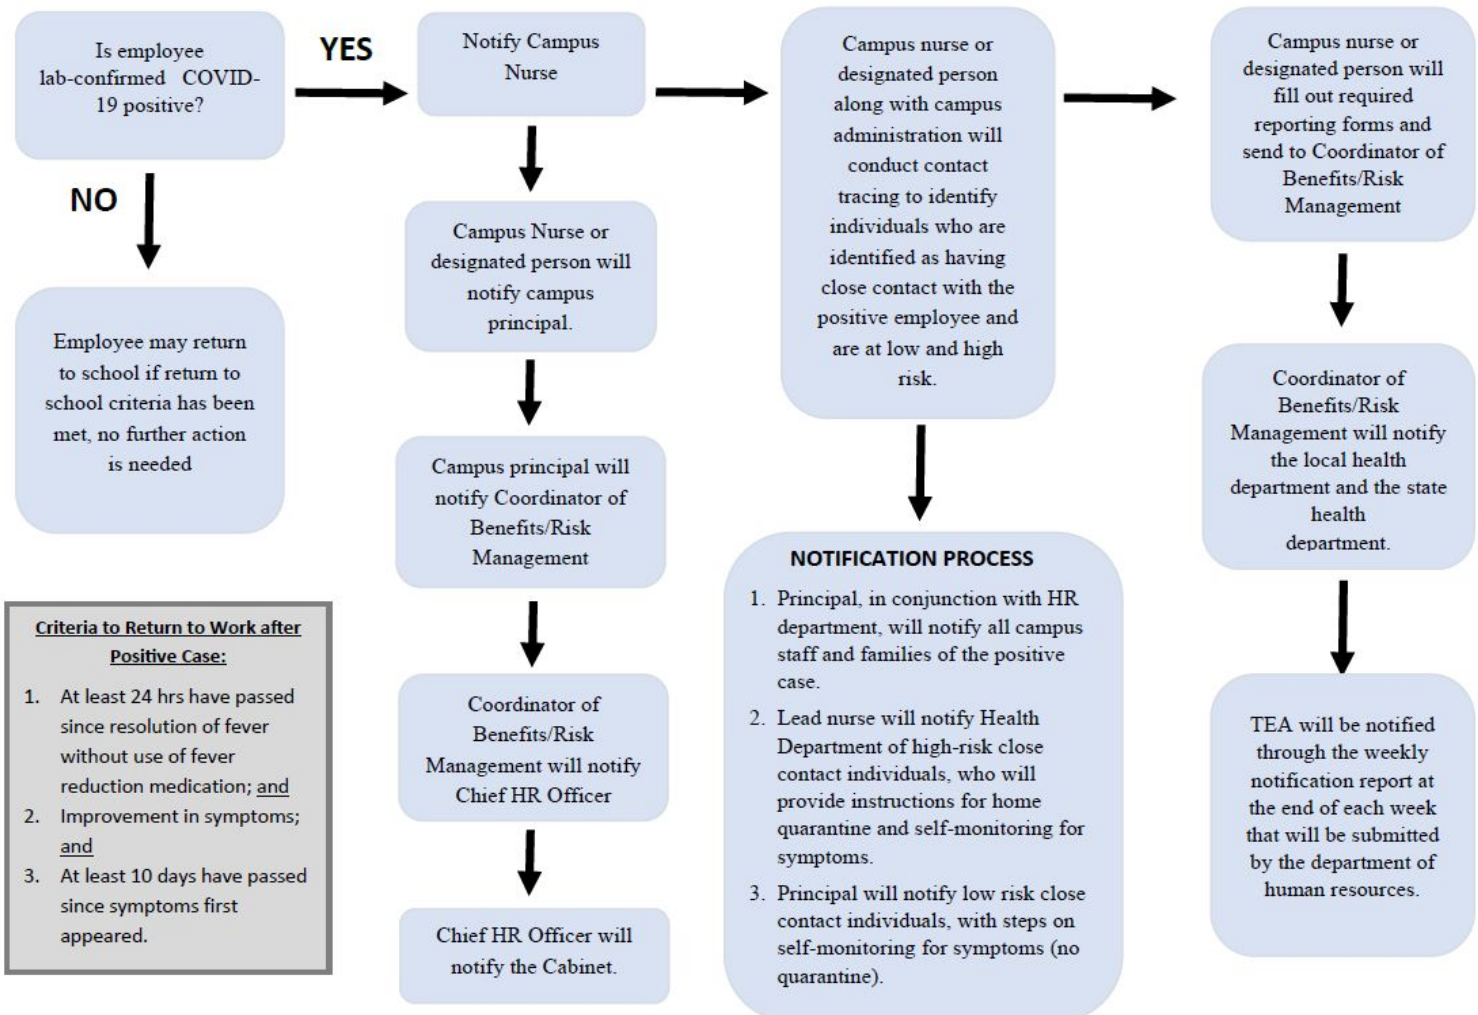 Is employee
lab-confirmed COVID-
19 positive?
YES
NO
Employee may return
to school if return to
school criteria has been
met, no further action
is needed
Criteria to Return to Work after
Positive Case:
1. At least 24 hrs have passed
since resolution of fever
without use of fever
reduction medication; and
2. Improvement in symptoms;
and
3. At least 10 days have passed
since symptoms first
appeared.
Notify Campus
Nurse
Campus Nurse or
designated person will
notify campus
principal.
Campus principal will
notify Coordinator of
Benefits/Risk
Management
Coordinator of
Benefits/Risk
Management will notify
Chief HR Officer
Chief HR Officer will
notify the Cabinet.
Campus nurse or
designated person
along with campus
administration will
conduct contact
tracing to identify
individuals who are
identified as having
close contact with the
positive employee and
are at low and high
risk.
NOTIFICATION PROCESS
1. Principal, in conjunction with HR
department, will notify all campus
staff and families of the positive
case.
2. Lead nurse will notify Health
Department of high-risk close
contact individuals, who will
provide instructions for home
quarantine and self-monitoring for
symptoms.
3. Principal will notify low risk close
contact individuals, with steps on
self-monitoring for symptoms (no
quarantine).
Campus nurse or
designated person will
fill out required
reporting forms and
send to Coordinator of
Benefits/Risk
Management
Coordinator of
Benefits/Risk
Management will notify
the local health
department and the state
health
department.
TEA will be notified
through the weekly
notification report at
the end of each week
that will be submitted
by the department of
human resources.